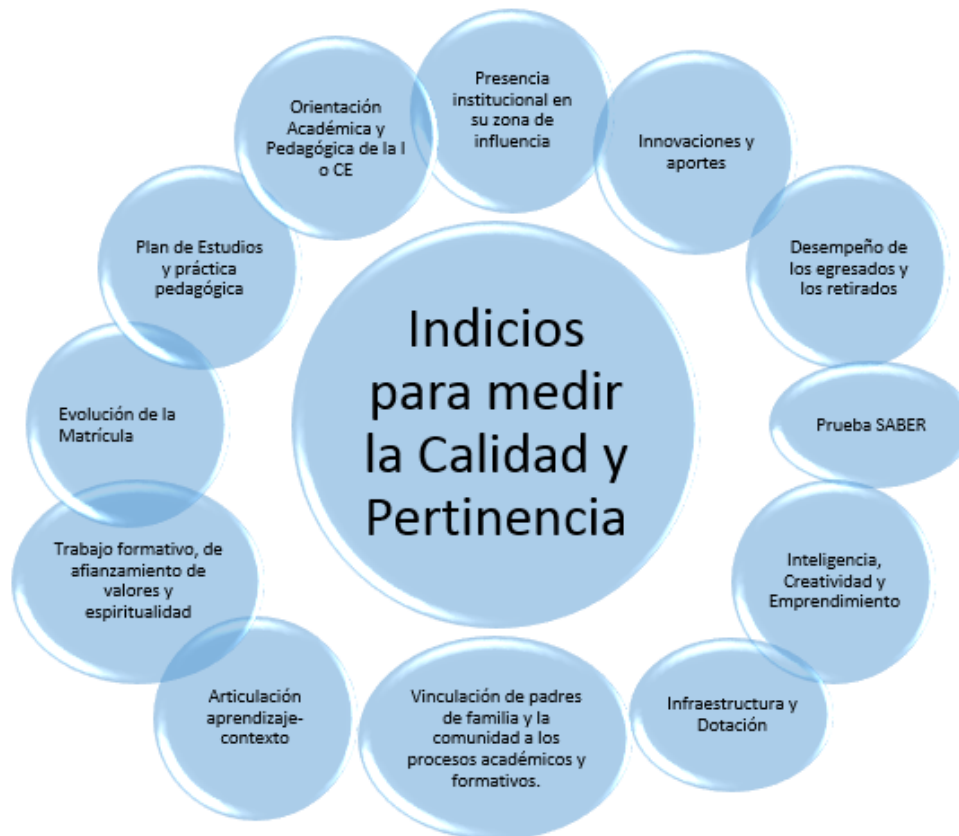 Presencia
institucional en
su zona de
influencia
Innovaciones y
aportes
Desempeño de
los egresados y
los retirados
Prueba SABER
Inteligencia,
Creatividad y
Emprendimiento
Infraestructura y
Dotación
Vinculación de padres
de familia y la
comunidad a los
procesos académicos y
formativos.
Articulación
aprendizaje-
contexto
Trabajo formativo, de
afianzamiento de
valores y
espiritualidad
Evolución de la
Matrícula
Plan de Estudios
y práctica
pedagógica
Orientación
Académica y
Pedagógica de la I
o CE
Indicios
para medir
la Calidad y
Pertinencia